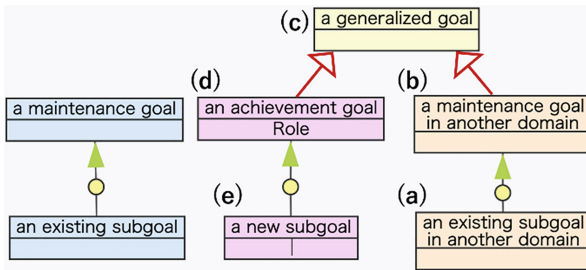 (c)
a generalized goal
(d)
(b)
a maintenance goal
an achievement goal
Role
a maintenance goal
in another domain
(e)
(a)
an existing subgoal
a new subgoal
an existing subgoal
in another domain